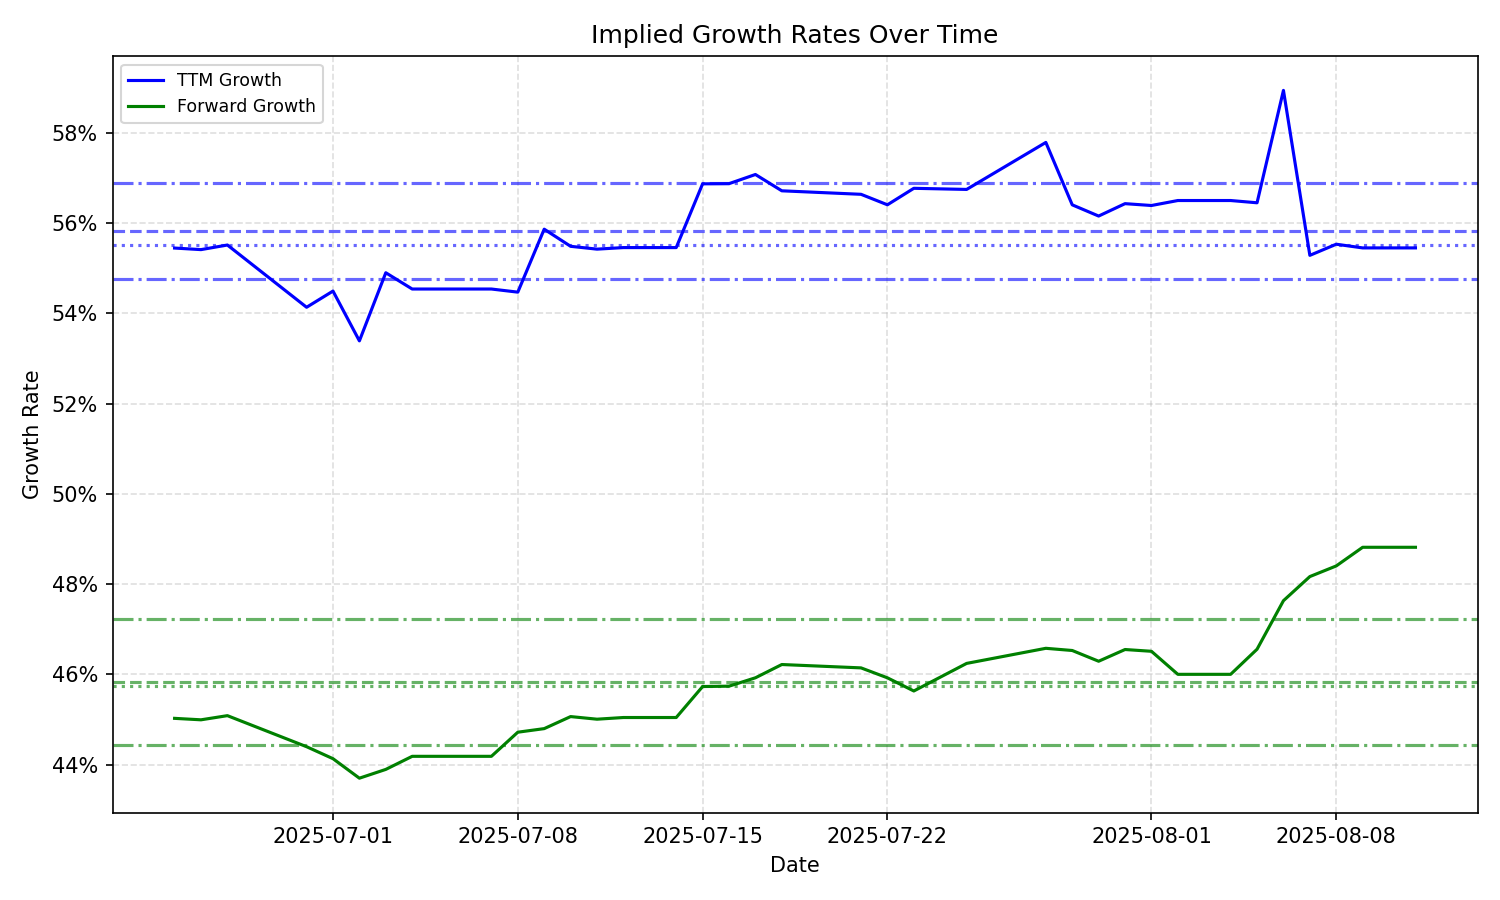 Implied Growth Rates Over Time
TTM Growth
Forward Growth
Growth Rate
58%
56%
54%
52%
50%
48%
46%
44%
2025-07-01
2025-07-08
2025-07-15
2025-07-22
2025-08-01
2025-08-08
Date